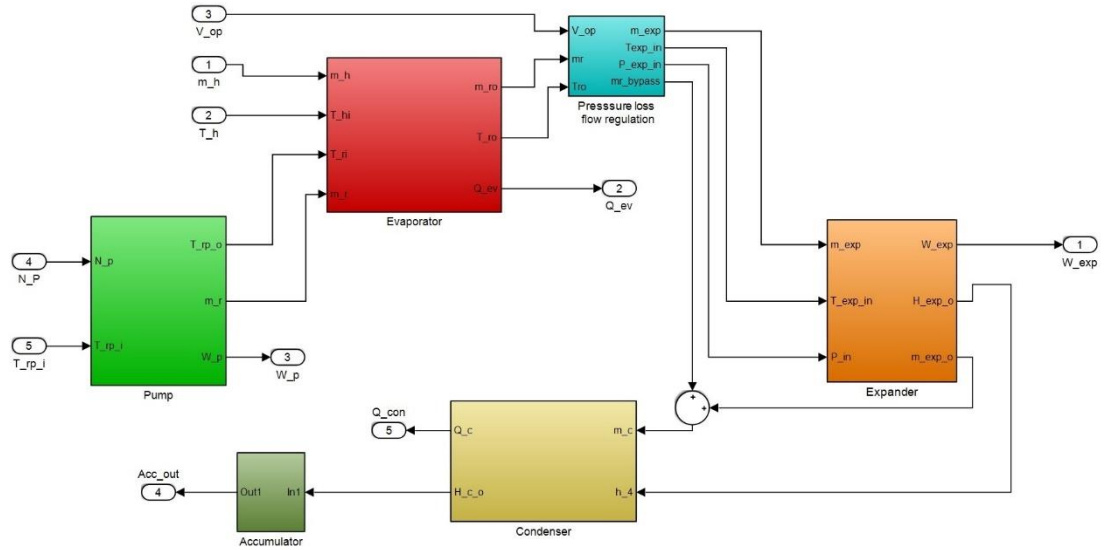 3
V_op
1
m_h
2
T_h
V_op
mr
Tro
m_exp
Texp_in
P_exp_in
mr_bypass
Presssure loss
flow regulation
m_h
T_hi
T_ri
m_r
m_ro
T_ro
Q_ev
Evaporator
2
Q_ev
4
N_P
5
T_rp_i
N_p
T_rp_i
T_rp_o
m_r
W_p
Pump
3
W_p
m_exp
T_exp_in
P_in
W_exp
H_exp_o
m_exp_o
Expander
1
W_exp
+
+
Q_con
5
Q_c
H_c_o
m_c
h_4
Condenser
Acc_out
4
Out1
In1
Accumulator